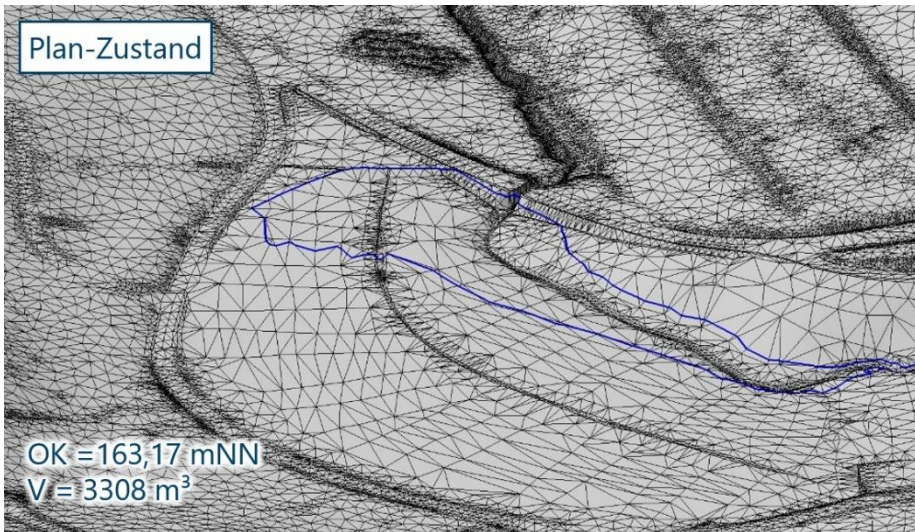 Plan-Zustand
OK =163,17 mNN
V = 3308 m³